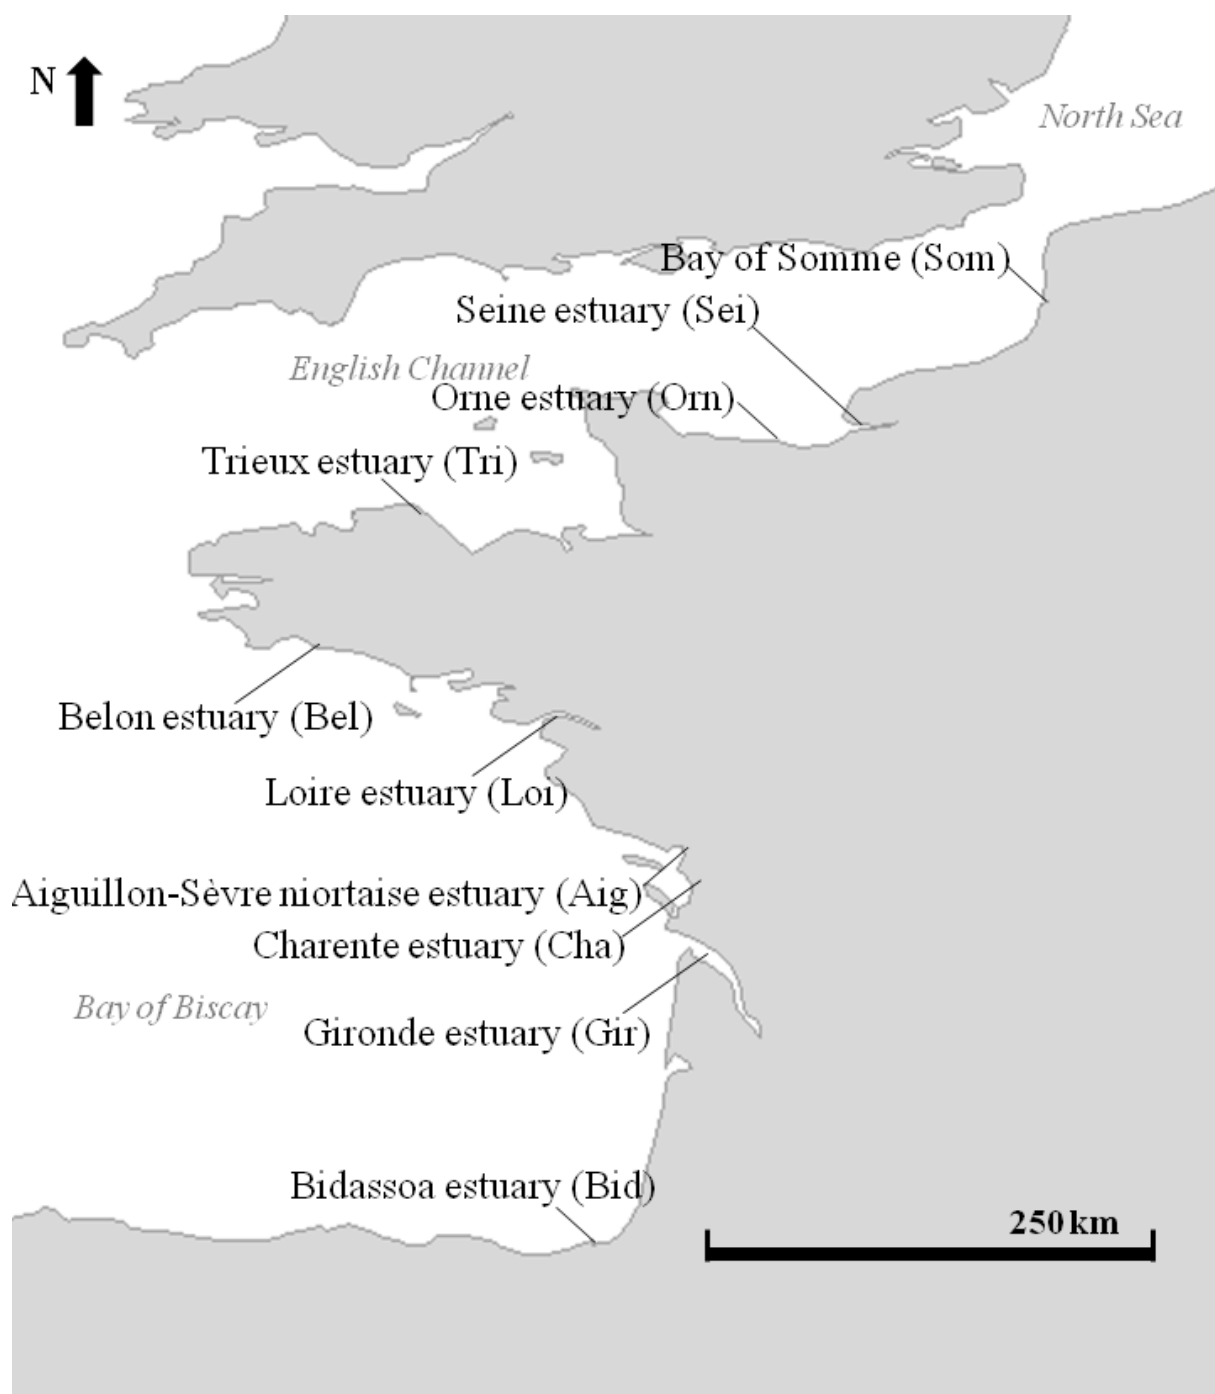 N
North Sea
Bay of Somme (Som)
Seine estuary (Sei)
English Channel
Orne estuary (Orn)
Trieux estuary (Tri)
Belon estuary (Bel)
Loire estuary (Loi)
Aiguillon-Sèvre niortaise estuary (Aig)
Charente estuary (Cha)
Bay of Biscay
Gironde estuary (Gir)
Bidassoa estuary (Bid)
250 km